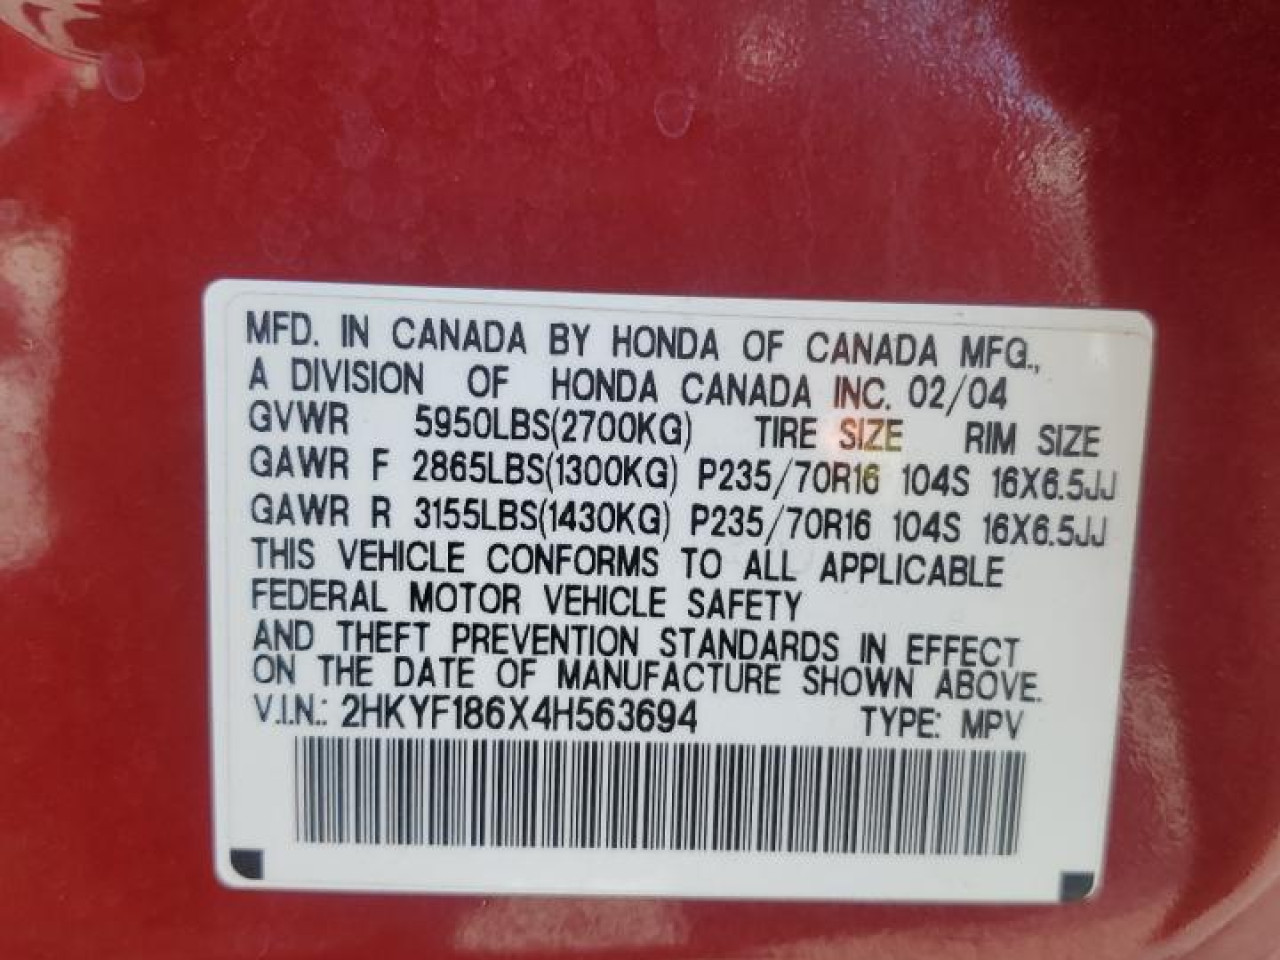 MFD. IN CANADA BY HONDA OF CANADA MFG.,
A DIVISION OF HONDA CANADA INC. 02/04
GVWR 5950LBS(2700KG) TIRE SIZE RIM SIZE
GAWR F 2865LBS(1300KG) P235/70R16 104S 16X6.5JJ
GAWR R 3155LBS(1430KG) P235/70R16 104S 16X6.5JJ
THIS VEHICLE CONFORMS TO ALL APPLICABLE
FEDERAL MOTOR VEHICLE SAFETY
AND THEFT PREVENTION STANDARDS IN EFFECT
ON THE DATE OF MANUFACTURE SHOWN ABOVE.
V.I.N.: 2HKYF186X4H563694 TYPE: MPV